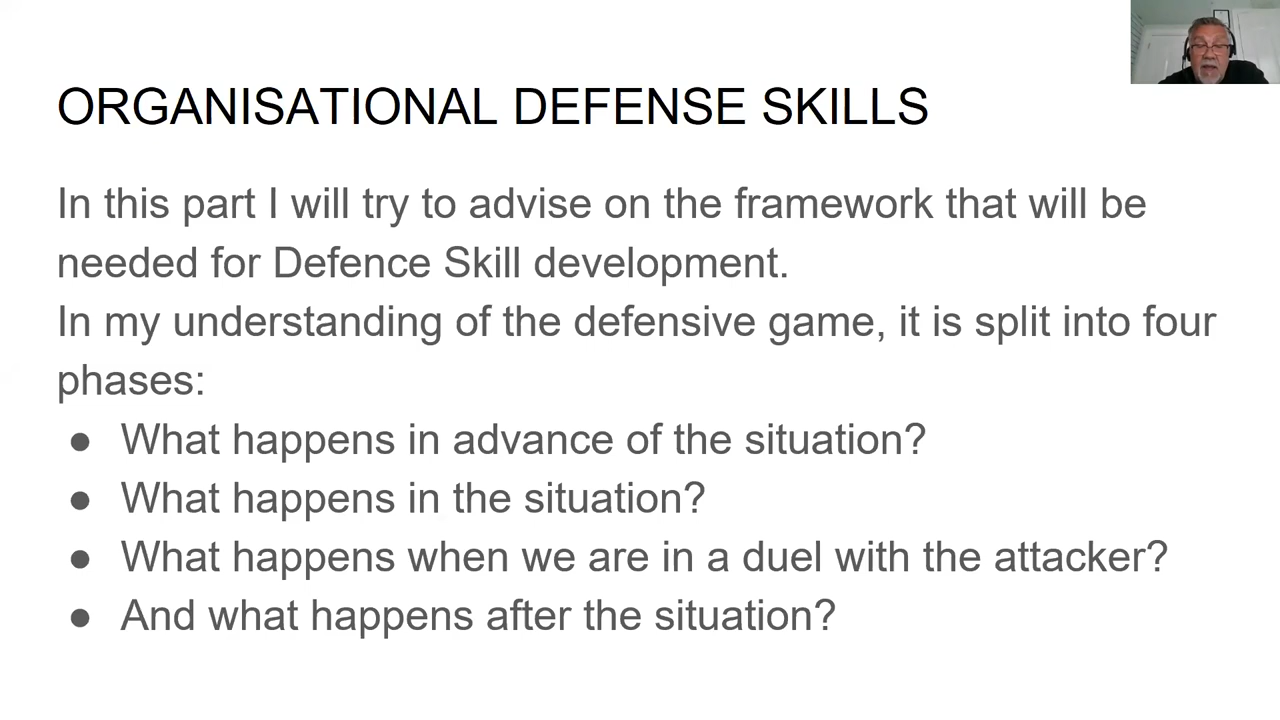 ORGANISATIONAL DEFENSE SKILLS
In this part I will try to advise on the framework that will be
needed for Defence Skill development.
In my understanding of the defensive game, it is split into four
phases:
● What happens in advance of the situation?
● What happens in the situation?
● What happens when we are in a duel with the attacker?
● And what happens after the situation?